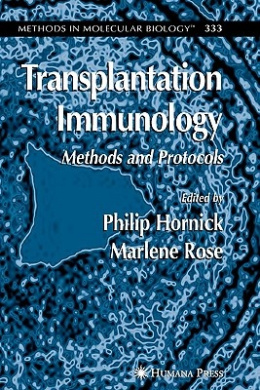 METHODS IN MOLECULAR BIOLOGY™ 333
Transplantation
Immunology
Methods and Protocols
Edited by
Philip Hornick
Marlene Rose
HUMANA PRESS